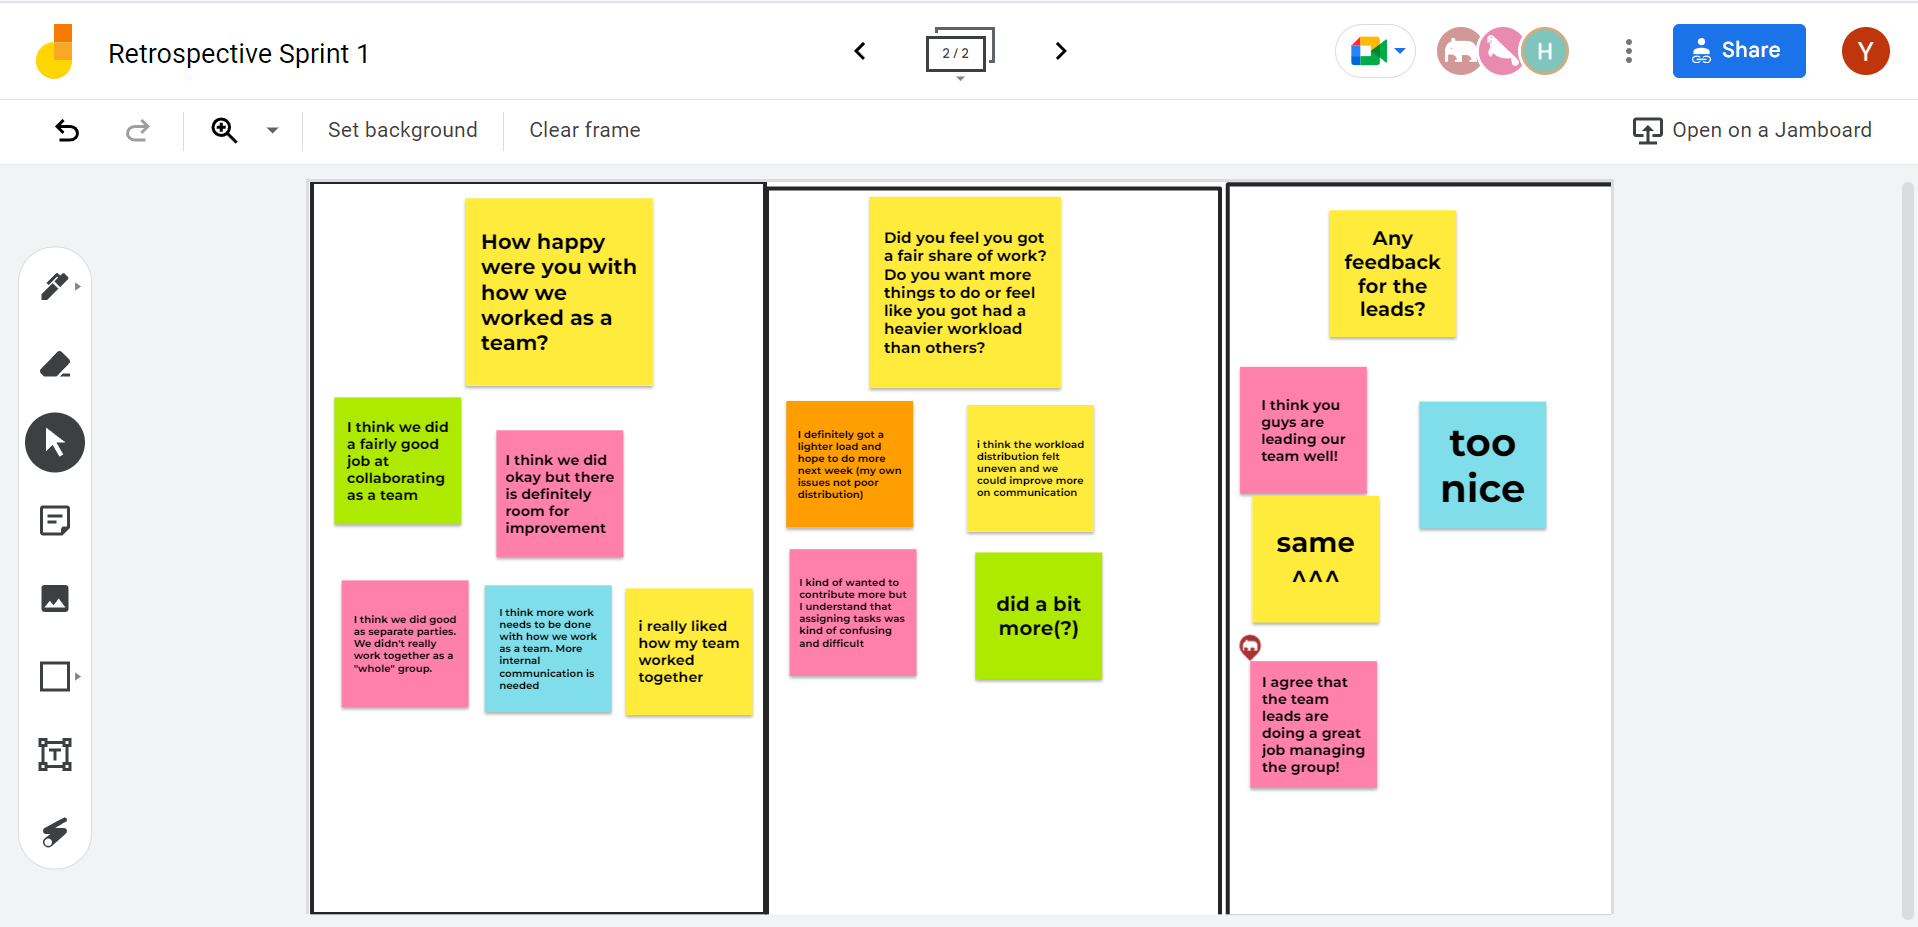 Retrospective Sprint 1
2 / 2
H
Share
Y
Set background
Clear frame
Open on a Jamboard
How happy
were you with
how we
worked as a
team?
I think we did
a fairly good
job at
collaborating
as a team
I think we did
okay but there
is definitely
room for
improvement
I think we did good
as separate parties.
We didn't really
work together as a
"whole" group.
I think more work
needs to be done
with how we work
as a team. More
internal
communication is
needed
i really liked
how my team
worked
together
Did you feel you got
a fair share of work?
Do you want more
things to do or feel
like you got had a
heavier workload
than others?
I definitely got a
lighter load and
hope to do more
next week (my own
issues not poor
distribution)
i think the workload
distribution felt
uneven and we
could improve more
on communication
I kind of wanted to
contribute more but
I understand that
assigning tasks was
kind of confusing
and difficult
did a bit
more(?)
Any
feedback
for the
leads?
I think you
guys are
leading our
team well!
too
nice
same
^^^
I agree that
the team
leads are
doing a great
job managing
the group!
T